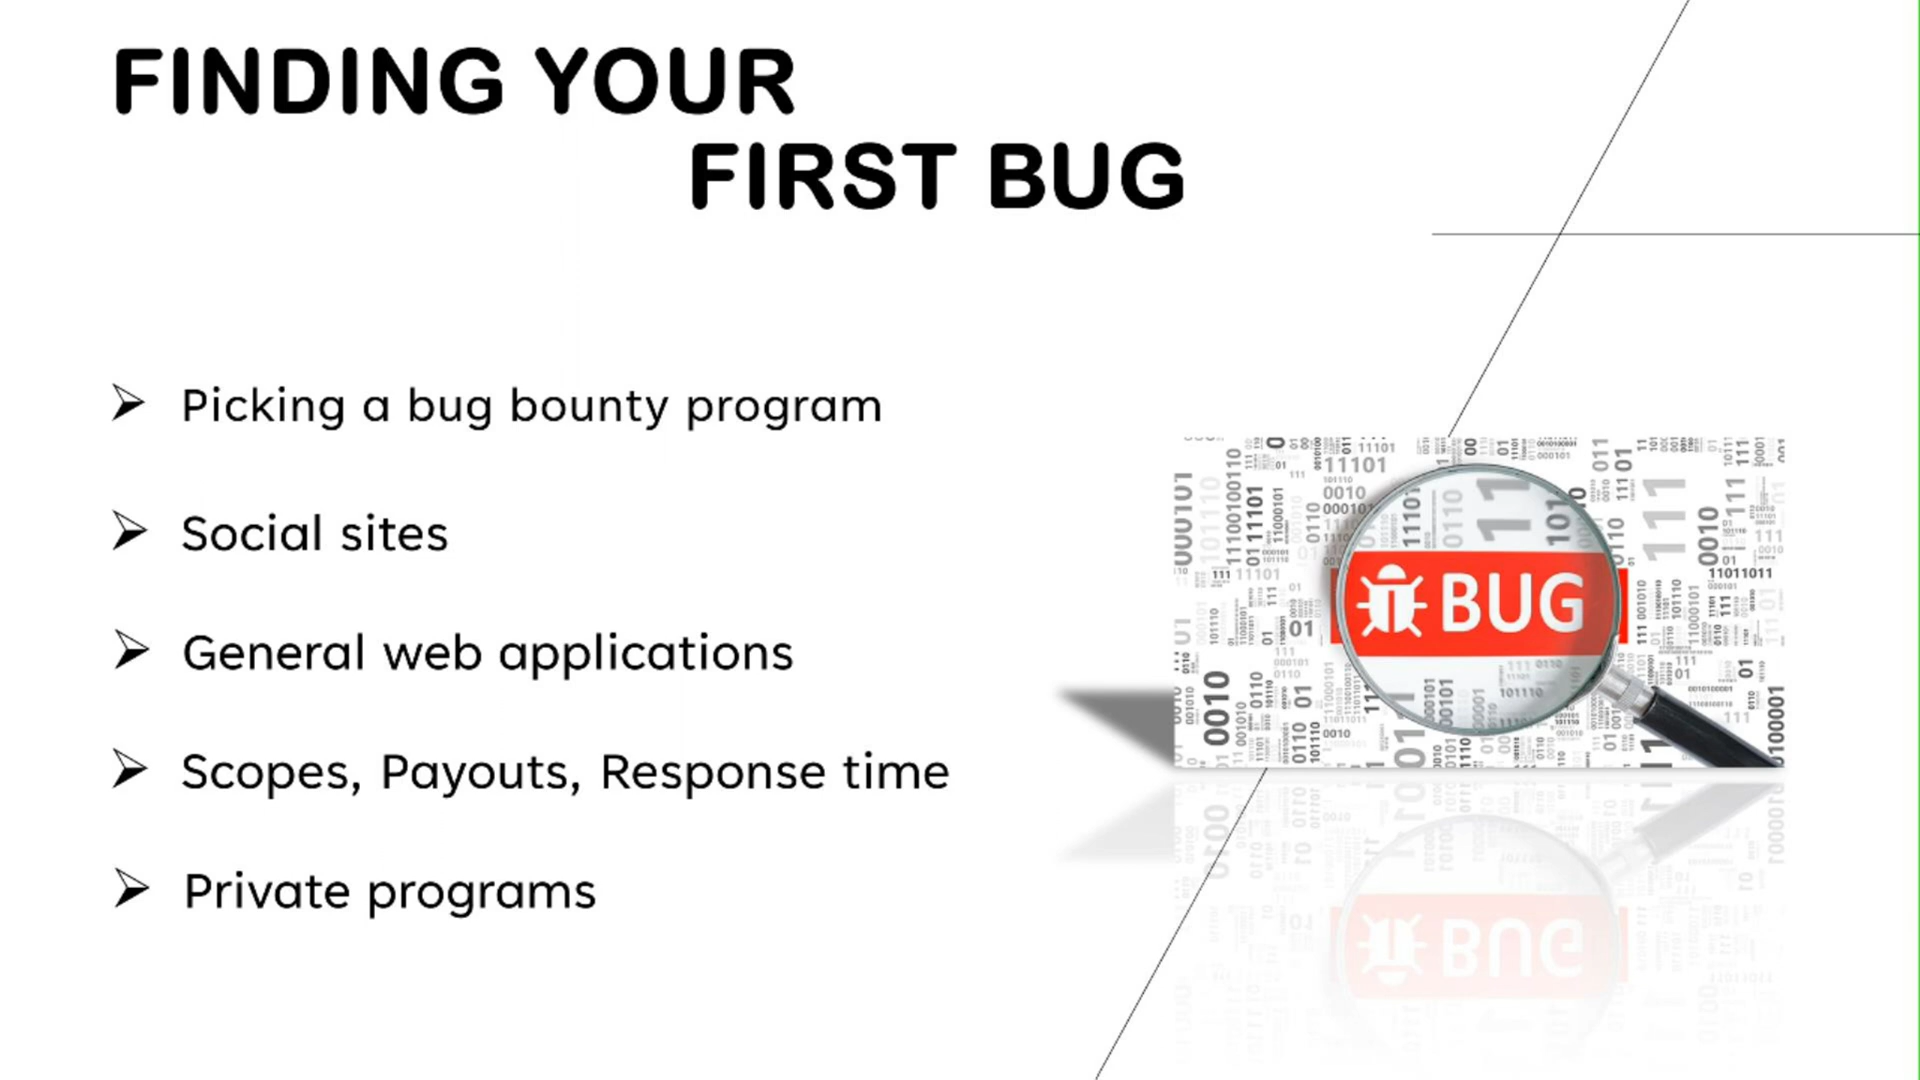 FINDING YOUR
FIRST BUG
Picking a bug bounty program
Social sites
General web applications
Scopes, Payouts, Response time
Private programs
BUG